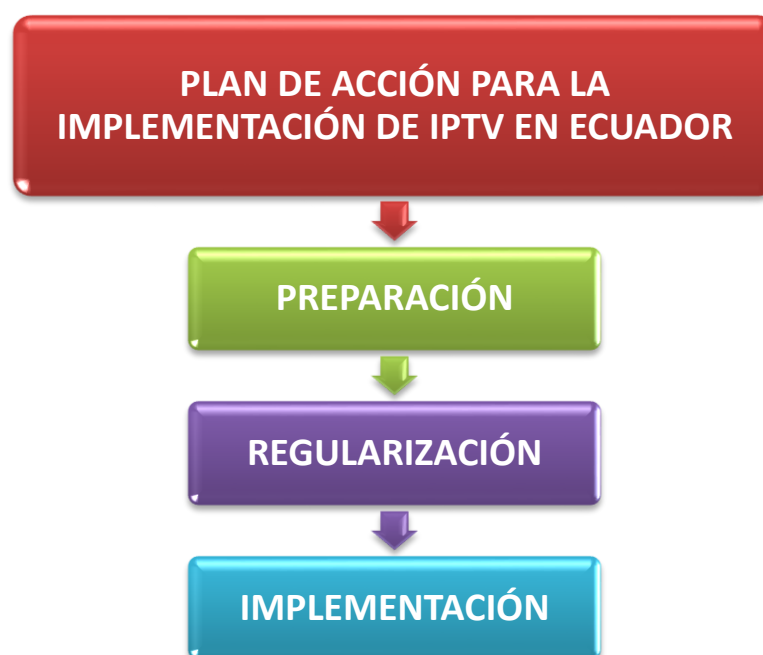 PLAN DE ACCIÓN PARA LA
IMPLEMENTACIÓN DE IPTV EN ECUADOR
PREPARACIÓN
REGULARIZACIÓN
IMPLEMENTACIÓN